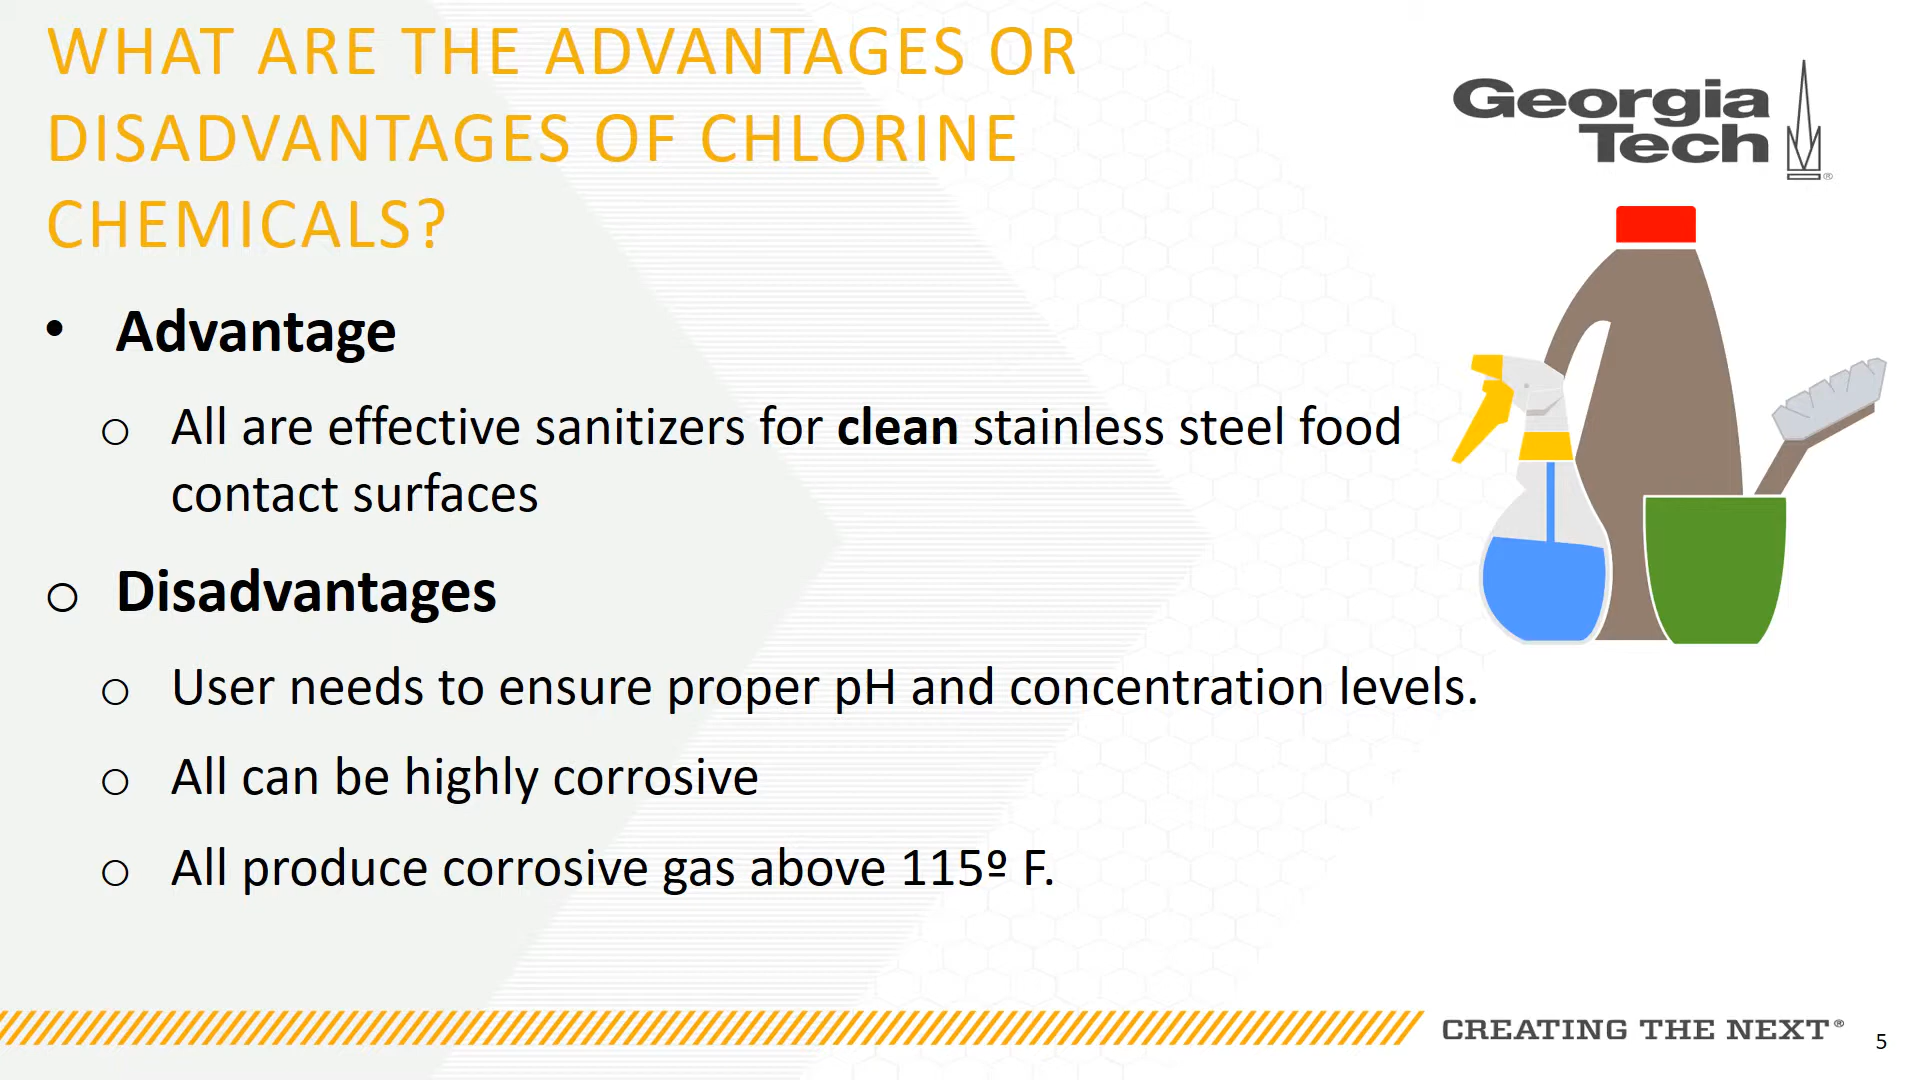 WHAT ARE THE ADVANTAGES OR
DISADVANTAGES OF CHLORINE
CHEMICALS?
Georgia
Tech
®
• Advantage
o All are effective sanitizers for clean stainless steel food
contact surfaces
o Disadvantages
o User needs to ensure proper pH and concentration levels.
o All can be highly corrosive
o All produce corrosive gas above 115º F.
CREATING THE NEXT®
5